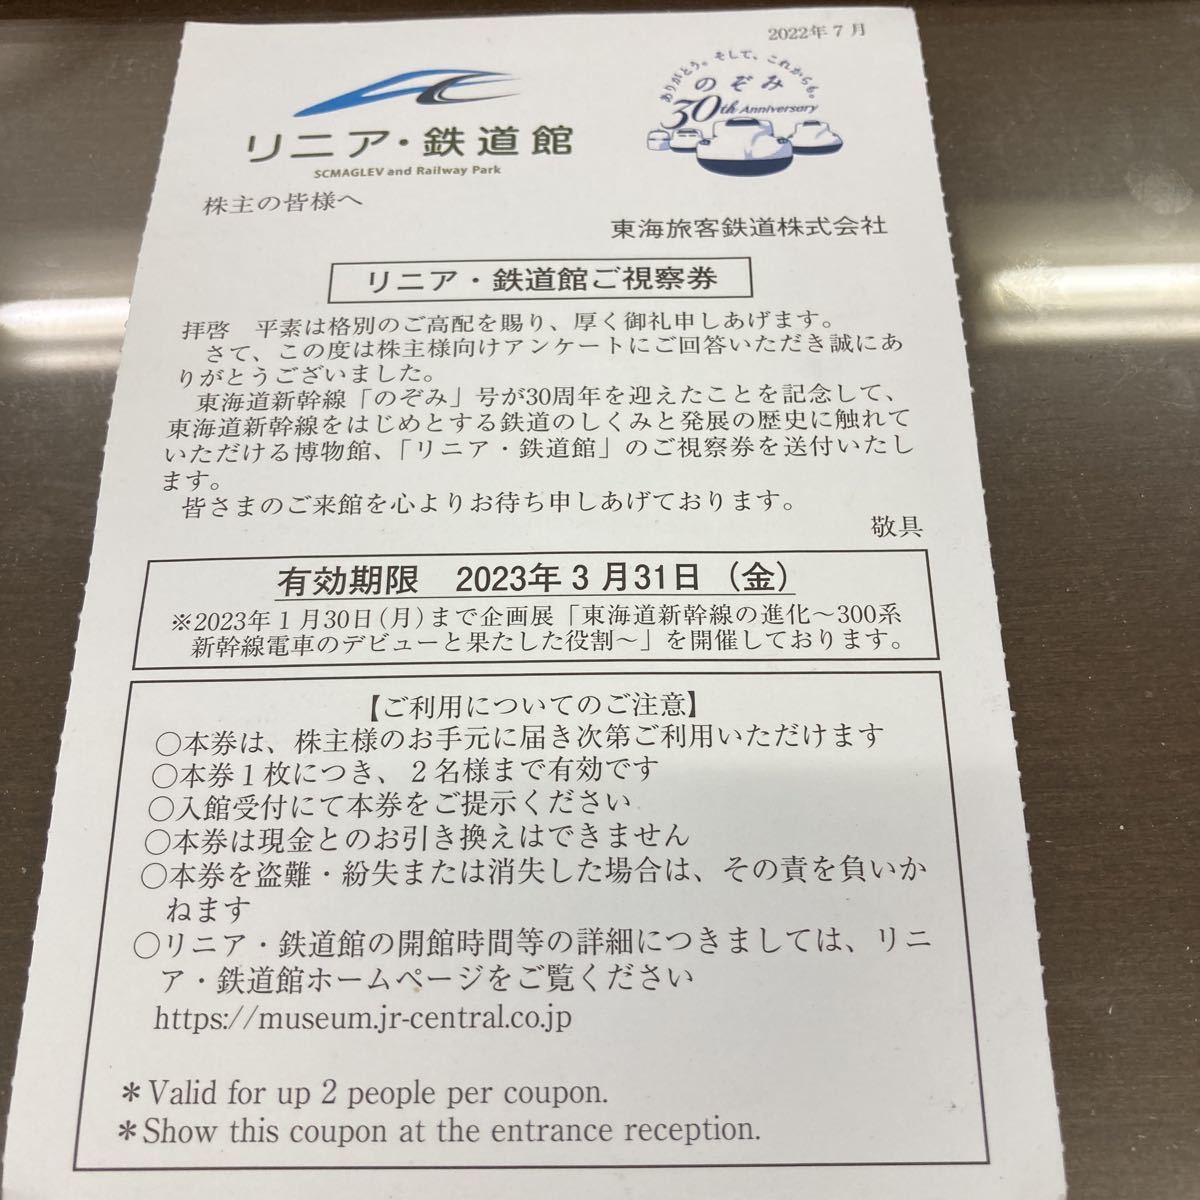 2022年7月
ありがとう。そして、これからも。
のぞみ
30th Anniversary
リニア・鉄道館
SCMAGLEV and Railway Park
株主の皆様へ
東海旅客鉄道株式会社
リニア・鉄道館ご視察券
拝啓　平素は格別のご高配を賜り、厚く御礼申しあげます。
さて、この度は株主様向けアンケートにご回答いただき誠にあ
りがとうございました。
東海道新幹線「のぞみ」号が30周年を迎えたことを記念して、
東海道新幹線をはじめとする鉄道のしくみと発展の歴史に触れて
いただける博物館、「リニア・鉄道館」のご視察券を送付いたし
ます。
皆さまのご来館を心よりお待ち申しあげております。
敬具
有効期限　2023年3月31日（金）
※2023年1月30日(月)まで企画展「東海道新幹線の進化～300系
新幹線電車のデビューと果たした役割～」を開催しております。
【ご利用についてのご注意】
○本券は、株主様のお手元に届き次第ご利用いただけます
○本券1枚につき、2名様まで有効です
○入館受付にて本券をご提示ください
○本券は現金とのお引き換えはできません
○本券を盗難・紛失または消失した場合は、その責を負いか
ねます
○リニア・鉄道館の開館時間等の詳細につきましては、リニ
ア・鉄道館ホームページをご覧ください
https://museum.jr-central.co.jp
＊Valid for up 2 people per coupon.
＊Show this coupon at the entrance reception.